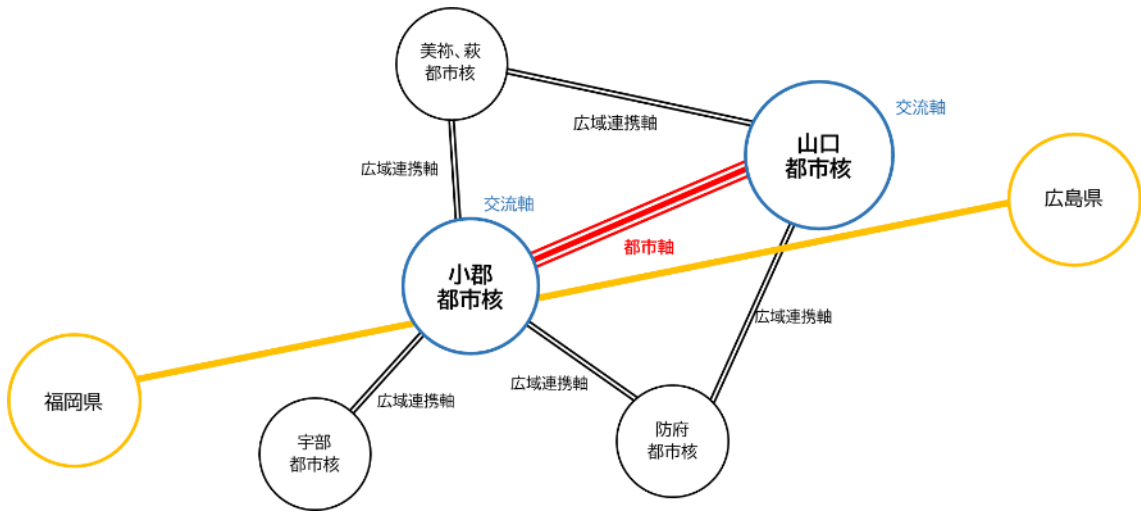 美祢、萩
都市核
交流軸
広域連携軸
山口
都市核
広域連携軸
広島県
交流軸
都市軸
小郡
都市核
広域連携軸
福岡県
広域連携軸
広域連携軸
宇部
都市核
防府
都市核